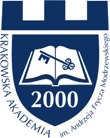 KRAKOWSKA AKADEMIA
im. Andrzeja Frycza Modrzewskiego
2000